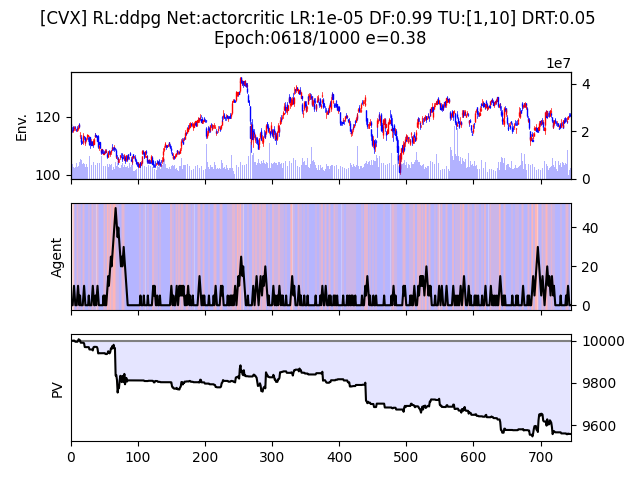 [CVX] RL:ddpg Net:actorcritic LR:1e-05 DF:0.99 TU:[1,10] DRT:0.05
Epoch:0618/1000 e=0.38
1e7
Env.
120
100
4
2
0
Agent
40
20
0
PV
10000
9800
9600
0 100 200 300 400 500 600 700